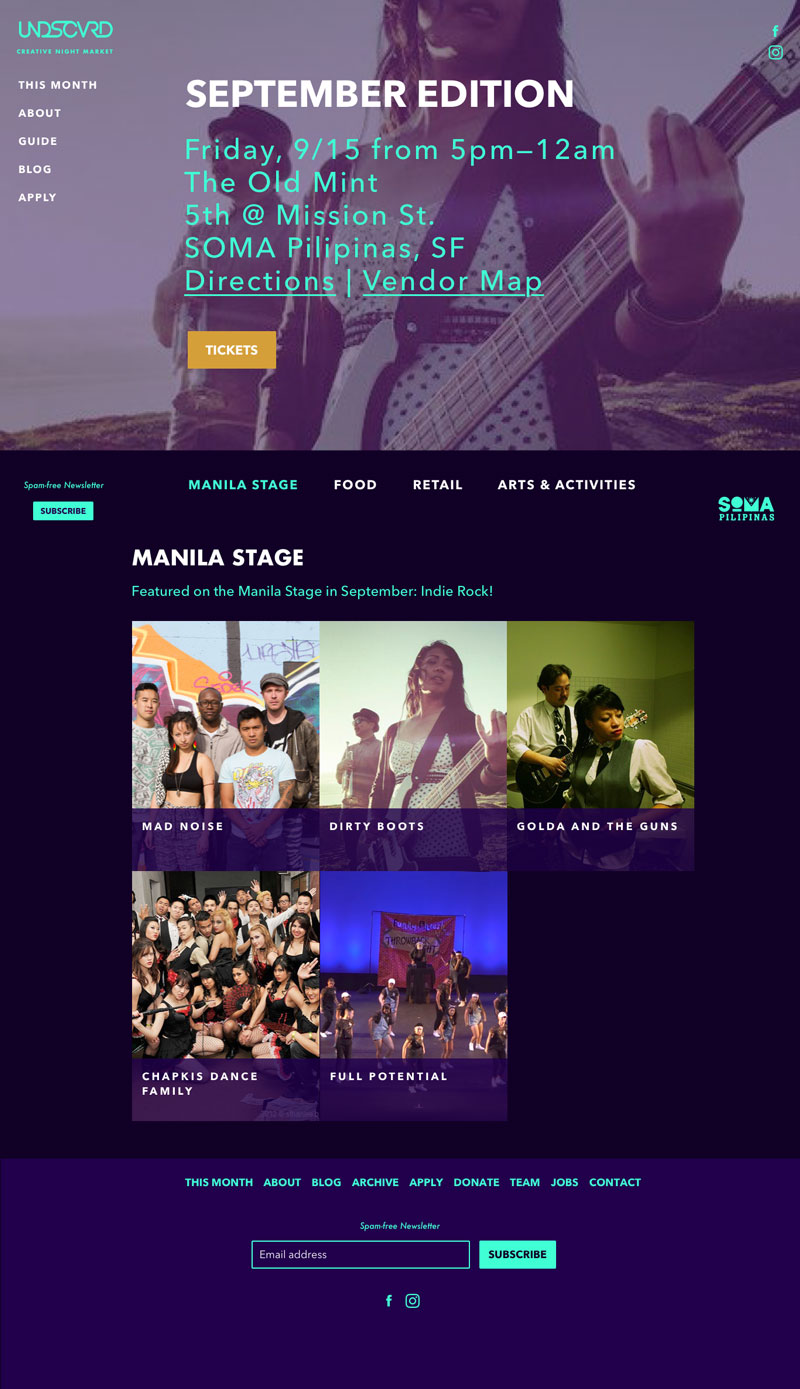 UNDSCVRD
CREATIVE NIGHT MARKET
THIS MONTH
ABOUT
GUIDE
BLOG
APPLY
SEPTEMBER EDITION
Friday, 9/15 from 5pm—12am
The Old Mint
5th @ Mission St.
SOMA Pilipinas, SF
Directions | Vendor Map
TICKETS
Spam-free Newsletter
SUBSCRIBE
MANILA STAGE FOOD RETAIL ARTS & ACTIVITIES
SOMA
PILIPINAS
MANILA STAGE
Featured on the Manila Stage in September: Indie Rock!
MAD NOISE
DIRTY BOOTS
GOLDA AND THE GUNS
THROWBACK
CHAPKIS DANCE
FAMILY
FULL POTENTIAL
THIS MONTH ABOUT BLOG ARCHIVE APPLY DONATE TEAM JOBS CONTACT
Spam-free Newsletter
Email address
SUBSCRIBE